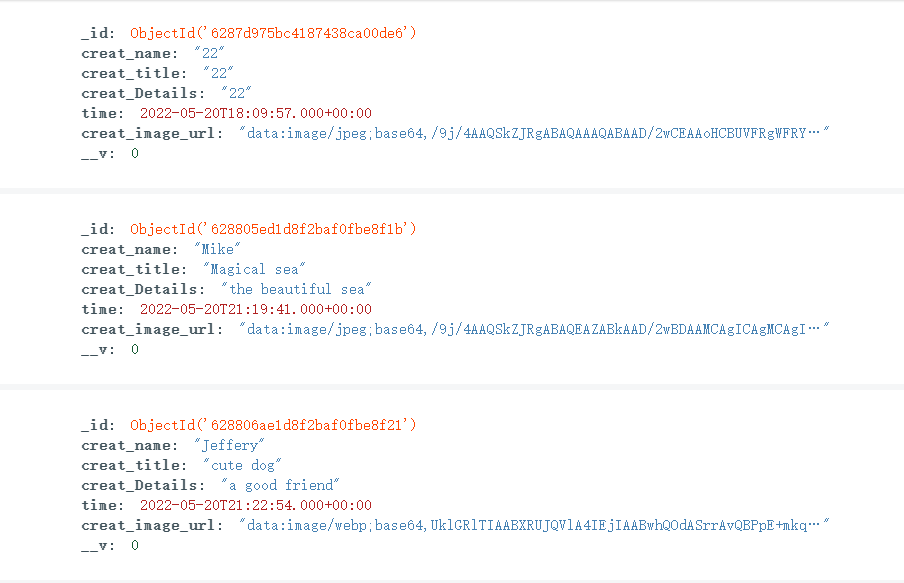 _id: ObjectId('6287d975bc4187438ca00de6')
creat_name: "22"
creat_title: "22"
creat_Details: "22"
time: 2022-05-20T18:09:57.000+00:00
creat_image_url: "data:image/jpeg;base64,/9j/4AAQSkZJRgABAQAAAQABAAD/2wCEAAoHCBUVFRgWFRY…"
__v: 0
_id: ObjectId('628805ed1d8f2baf0fbe8f1b')
creat_name: "Mike"
creat_title: "Magical sea"
creat_Details: "the beautiful sea"
time: 2022-05-20T21:19:41.000+00:00
creat_image_url: "data:image/jpeg;base64,/9j/4AAQSkZJRgABAQEAZABkAAD/2wBDAAMCAgICAgMCAgI…"
__v: 0
_id: ObjectId('628806ae1d8f2baf0fbe8f21')
creat_name: "Jeffery"
creat_title: "cute dog"
creat_Details: "a good friend"
time: 2022-05-20T21:22:54.000+00:00
creat_image_url: "data:image/webp;base64,UklGRlTIAABXRUJQVlA4IEjIAABwhQOdASrrAvQBPpE+mkq…"
__v: 0